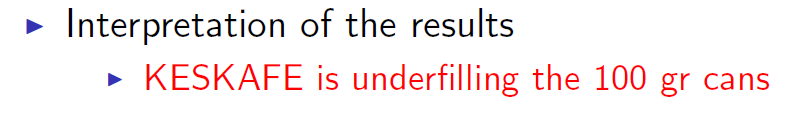 Interpretation of the results
KESKAFE is underfilling the 100 gr cans